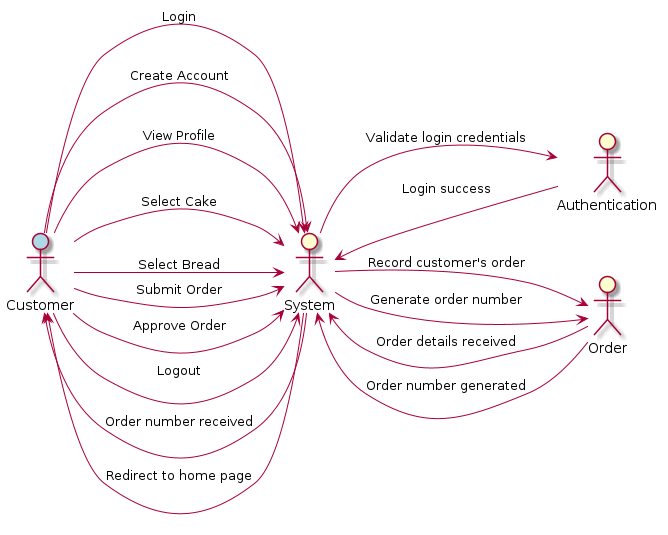 Login
Create Account
View Profile
Validate login credentials
Login success
Authentication
Select Cake
Select Bread
Record customer's order
Submit Order
Generate order number
Customer
System
Approve Order
Order details received
Order
Logout
Order number generated
Order number received
Redirect to home page